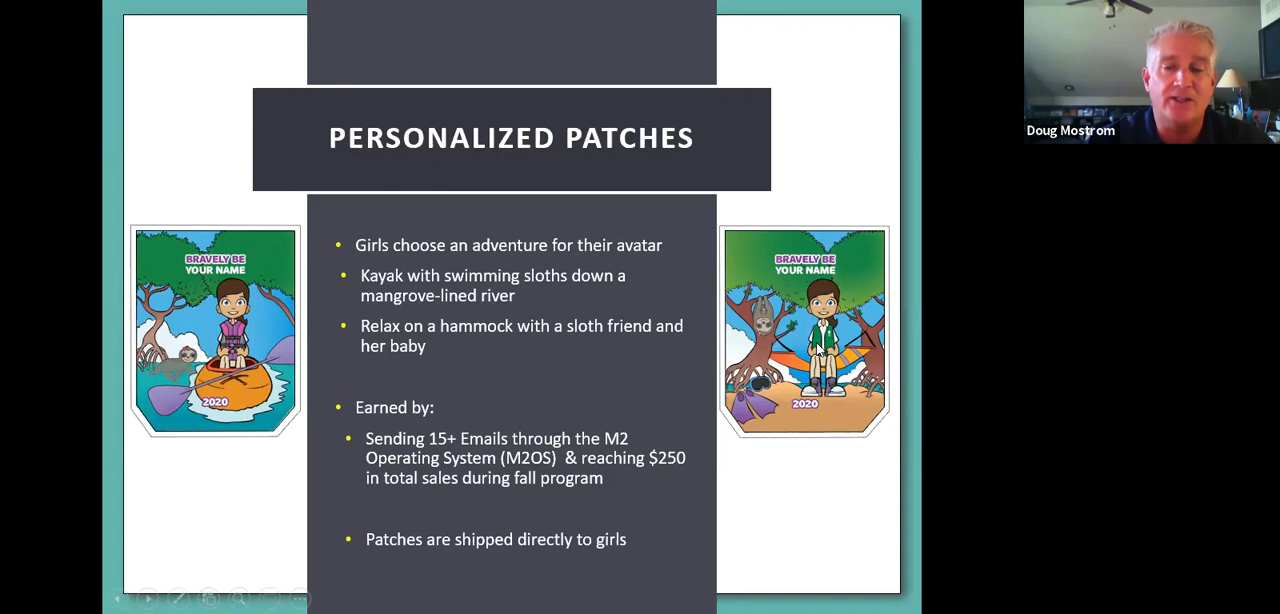 Doug Mostrom
PERSONALIZED PATCHES
BRAVELY BE
YOUR NAME
2020
• Girls choose an adventure for their avatar
• Kayak with swimming sloths down a
mangrove-lined river
• Relax on a hammock with a sloth friend and
her baby
• Earned by:
• Sending 15+ Emails through the M2
Operating System (M2OS) & reaching $250
in total sales during fall program
• Patches are shipped directly to girls
BRAVELY BE
YOUR NAME
2020